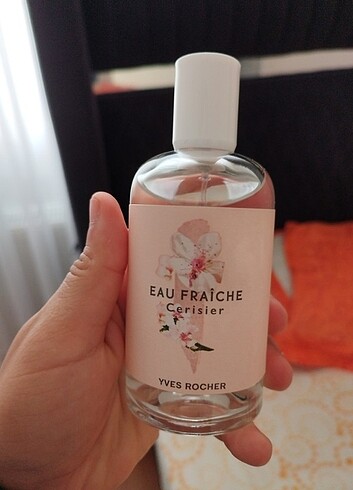 EAU FRAÎCHE
Cerisier
YVES ROCHER